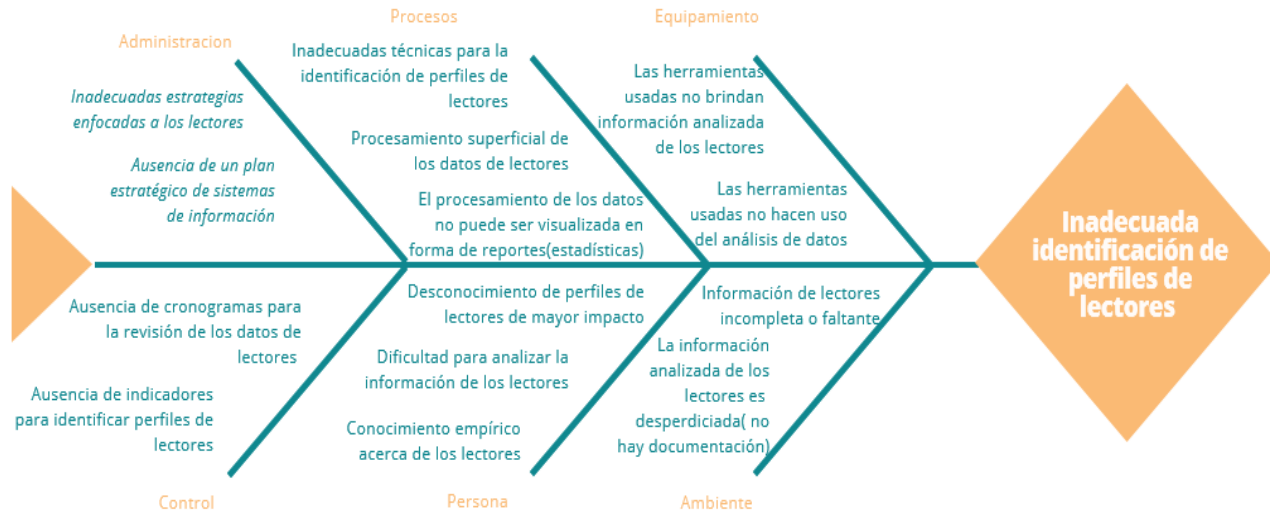 Administracion
Inadecuadas estrategias
enfocadas a los lectores
Ausencia de un plan
estratégico de sistemas
de información
Procesos
Inadecuadas técnicas para la
identificación de perfiles de
lectores
Procesamiento superficial de
los datos de lectores
El procesamiento de los datos
no puede ser visualizada en
forma de reportes(estadísticas)
Equipamiento
Las herramientas
usadas no brindan
información analizada
de los lectores
Las herramientas
usadas no hacen uso
del análisis de datos
Inadecuada
identificación de
perfiles de
lectores
Ausencia de cronogramas para
la revisión de los datos de
lectores
Ausencia de indicadores
para identificar perfiles de
lectores
Control
Desconocimiento de perfiles de
lectores de mayor impacto
Dificultad para analizar la
información de los lectores
Conocimiento empírico
acerca de los lectores
Persona
Información de lectores
incompleta o faltante
La información
analizada de los
lectores es
desperdiciada( no
hay documentación)
Ambiente